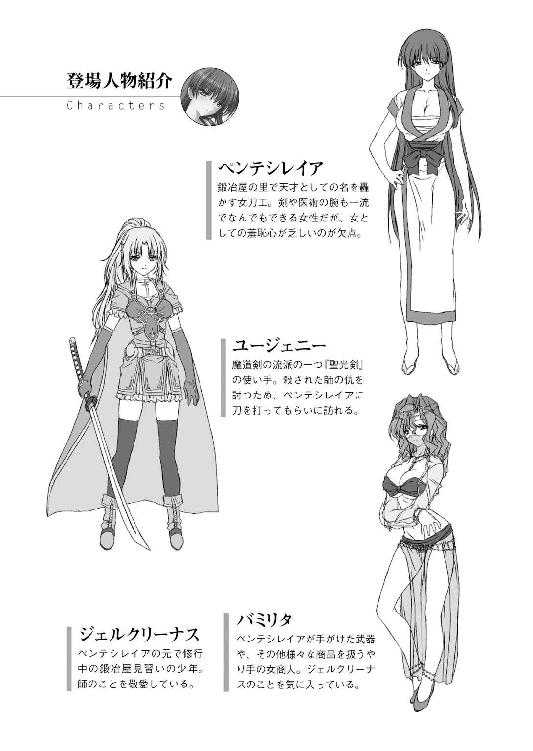 登場人物紹介
Characters
ペンテシレイア
鍛冶屋の里で天才としての名を轟
かす女刀工。剣や医術の腕も一流
でなんでもできる女性だが、女と
しての羞恥心が乏しいのが欠点。
ユージェニー
魔道剣の流派の一つ『聖光剣』
の使い手。殺された師の仇を
討つため、ペンテシレイアに
刀を打ってもらいに訪れる。
ジェルクリーナス
ペンテシレイアの元で修行
中の鍛冶屋見習いの少年。
師のことを敬愛している。
バミリタ
ペンテシレイアが手がけた武器
や、その他様々な商品を扱うや
り手の女商人。ジェルクリーナ
スのことを気に入っている。